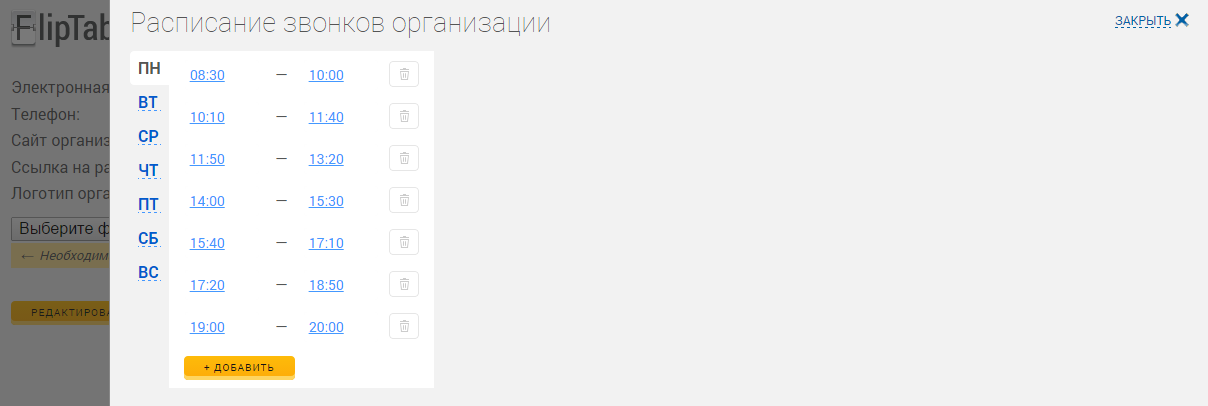 Расписание звонков организации
ЗАКРЫТЬ
ПН
ВТ
СР
ЧТ
ПТ
СБ
ВС
08:30 — 10:00
10:10 — 11:40
11:50 — 13:20
14:00 — 15:30
15:40 — 17:10
17:20 — 18:50
19:00 — 20:00
+ ДОБАВИТЬ
FlipTab
Электронная
Телефон:
Сайт организ
Ссылка на ра
Логотип орга
Выберите ф
← Необходим
РЕДАКТИРОВА